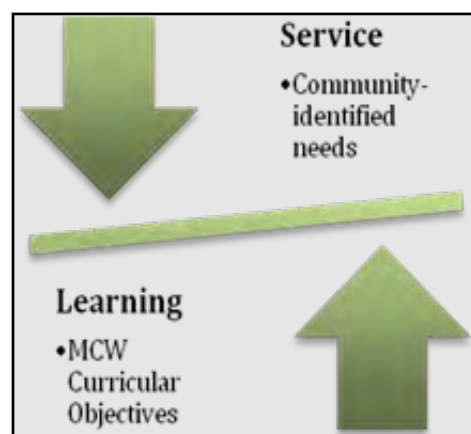 Service
•Community-
identified
needs
Learning
•MCW
Curricular
Objectives